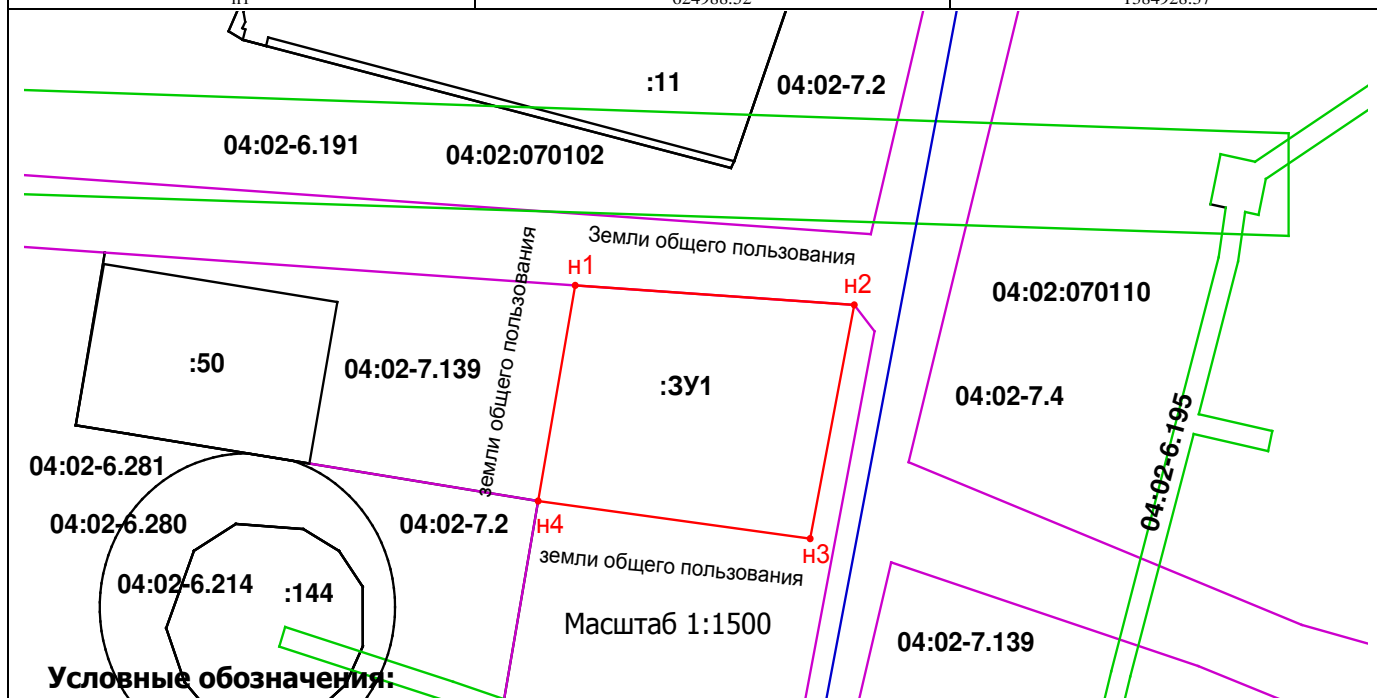 :11
04:02-7.2
04:02-6.191
04:02:070102
Земли общего пользования
земли общего пользования
н1
н2
04:02:070110
:50
04:02-7.139
:ЗУ1
04:02-7.4
04:02-6.195
04:02-6.281
04:02-6.280
04:02-7.2
н4
н3
земли общего пользования
04:02-6.214
:144
Масштаб 1:1500
04:02-7.139
Условные обозначения: